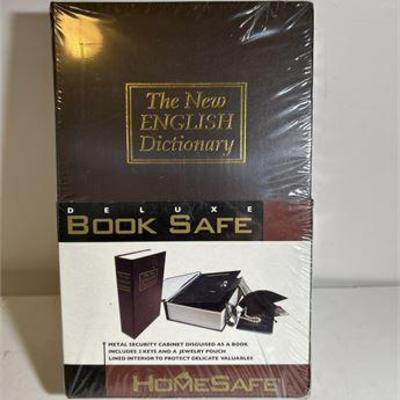 The New
ENGLISH
Dictionary
DELUXE
BOOK SAFE
METAL SECURITY CABINET DISGUISED AS A BOOK
INCLUDES 2 KEYS AND A JEWELRY POUCH
LINED INTERIOR TO PROTECT DELICATE VALUABLES
HOMESAFE